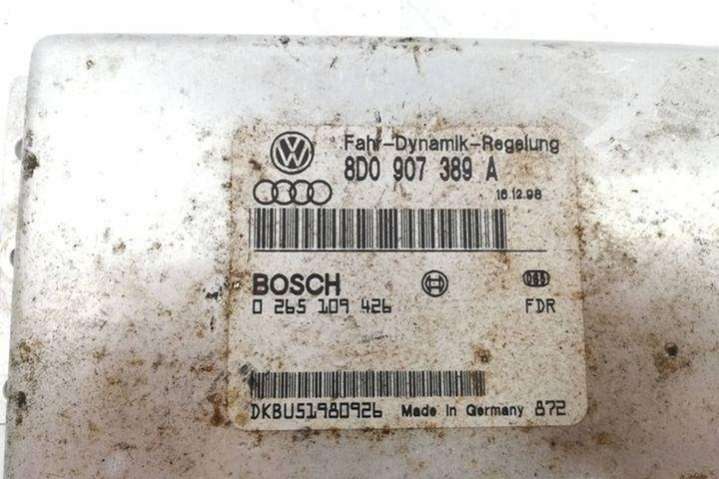 Fahr-Dynamik-Regelung
8D0 907 389 A
16.12.98
BOSCH
0 265 109 426
FDR
DKBU51980926 Made in Germany 872